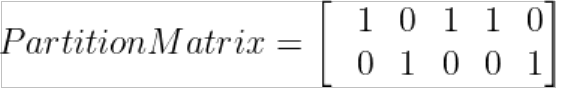 PartitionMatrix = [ 1 0 1 1 0 ]
[ 0 1 0 0 1 ]